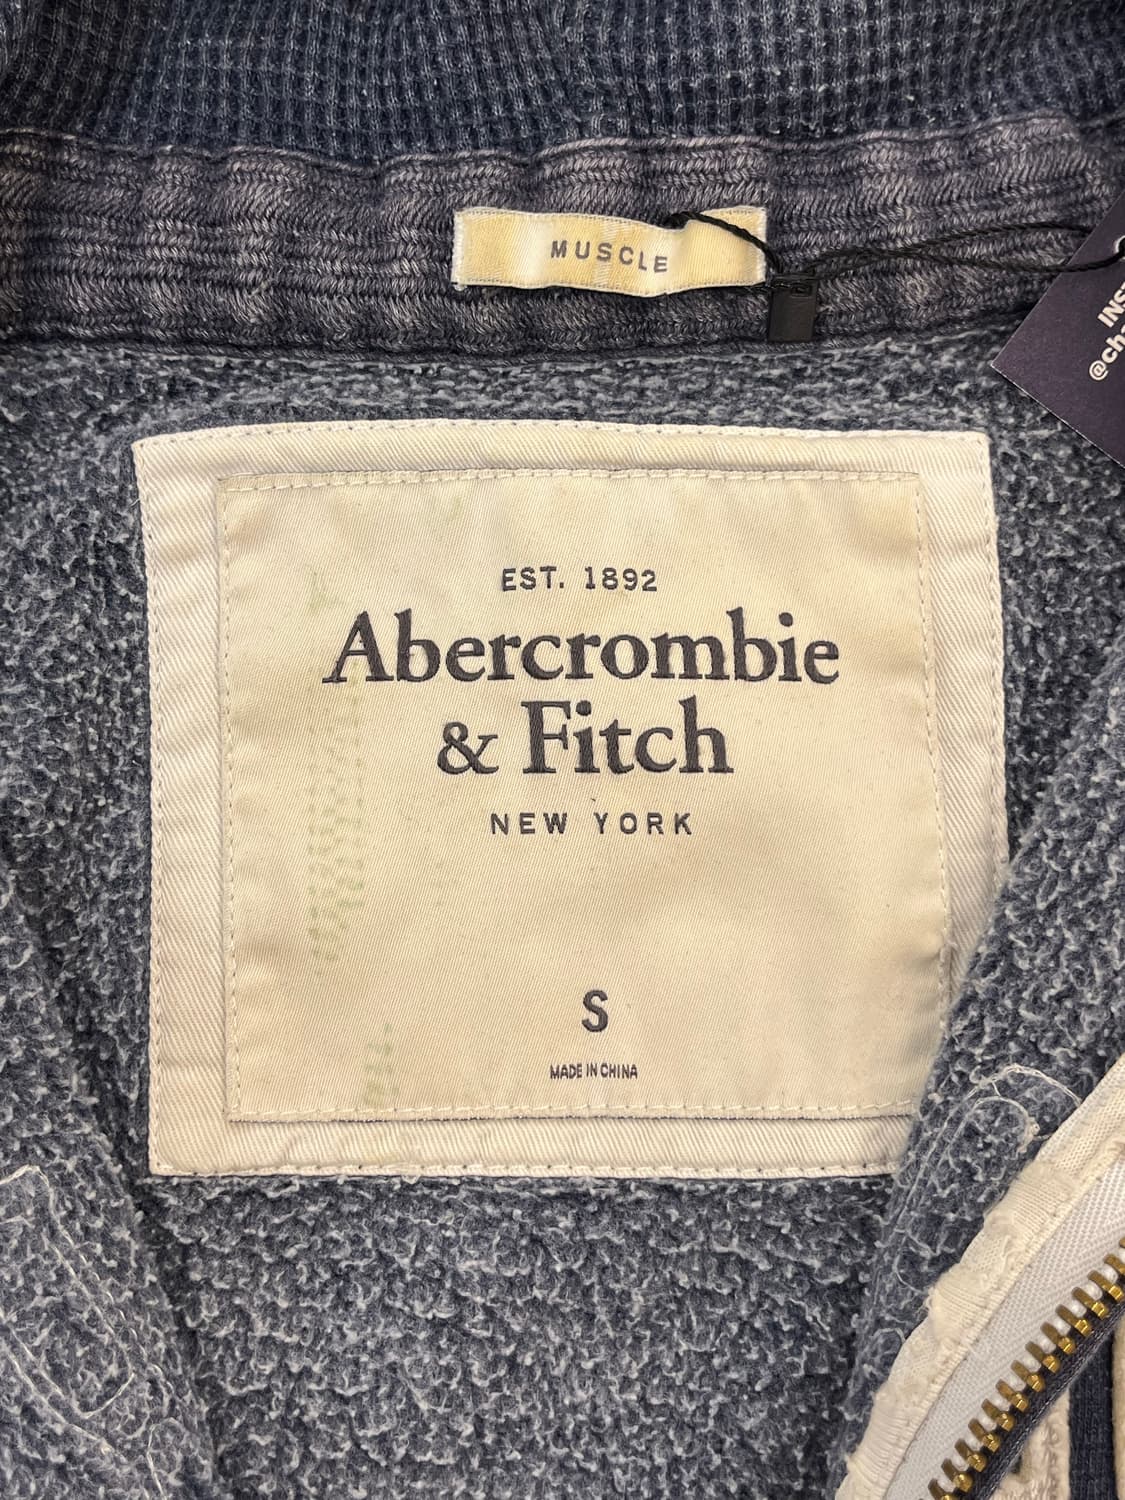 MUSCLE
EST. 1892
Abercrombie
& Fitch
NEW YORK
S
MADE IN CHINA